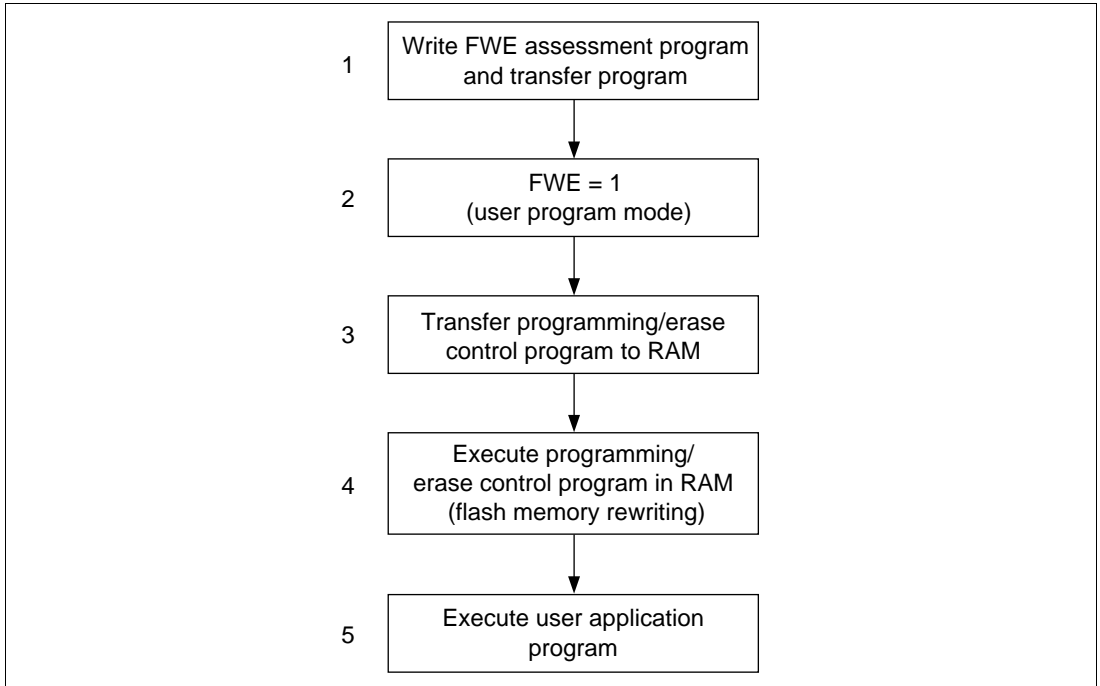 1
Write FWE assessment program
and transfer program
2
FWE = 1
(user program mode)
3
Transfer programming/erase
control program to RAM
4
Execute programming/
erase control program in RAM
(flash memory rewriting)
5
Execute user application
program